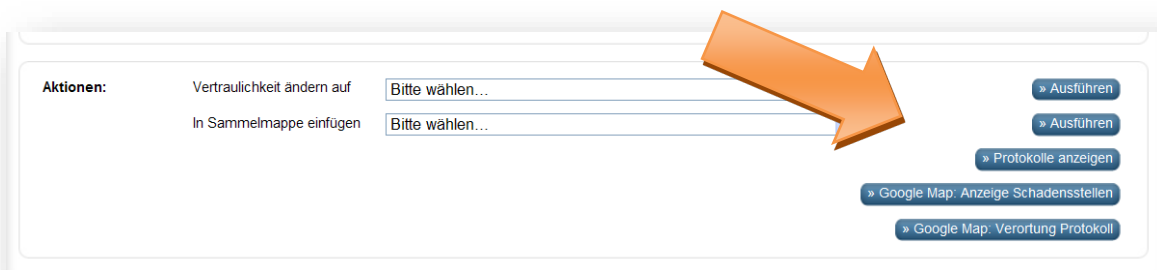 Aktionen: Vertraulichkeit ändern auf Bitte wählen... » Ausführen
In Sammelmappe einfügen Bitte wählen... » Ausführen
» Protokolle anzeigen
» Google Map: Anzeige Schadensstellen
» Google Map: Verortung Protokoll